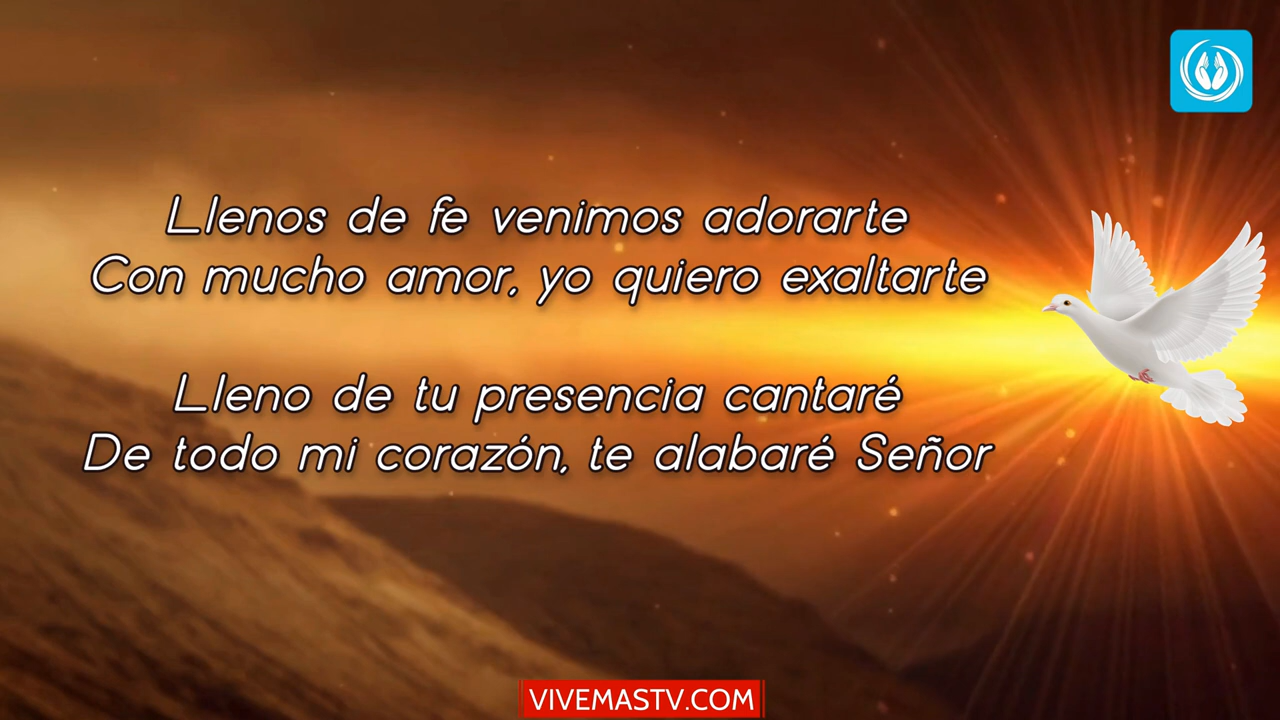 Llenos de fe venimos adorarte
Con mucho amor, yo quiero exaltarte
Lleno de tu presencia cantaré
De todo mi corazón, te alabaré Señor
VIVEMASTV.COM